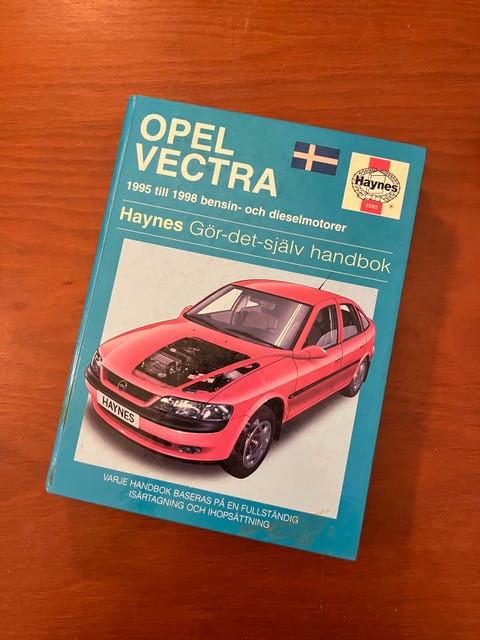 OPEL
VECTRA
1995 till 1998 bensin- och dieselmotorer
Haynes
3592
Haynes Gör-det-själv handbok
HAYNES
VARJE HANDBOK BASERAS PÅ EN FULLSTÄNDIG
ISÄRTAGNING OCH IHOPSÄTTNING